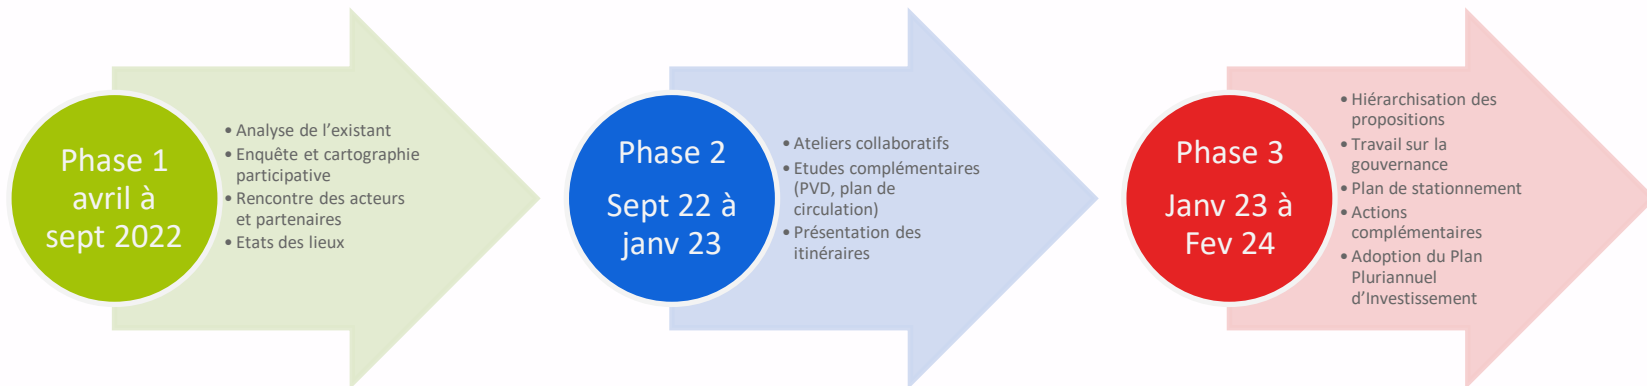 Phase 1
avril à
sept 2022
• Analyse de l’existant
• Enquête et cartographie
participative
• Rencontre des acteurs
et partenaires
• Etats des lieux
Phase 2
Sept 22 à
janv 23
• Ateliers collaboratifs
• Etudes complémentaires
(PVD, plan de
circulation)
• Présentation des
itinéraires
Phase 3
Janv 23 à
Fev 24
• Hiérarchisation des
propositions
• Travail sur la
gouvernance
• Plan de stationnement
• Actions
complémentaires
• Adoption du Plan
Pluriannuel
d’Investissement